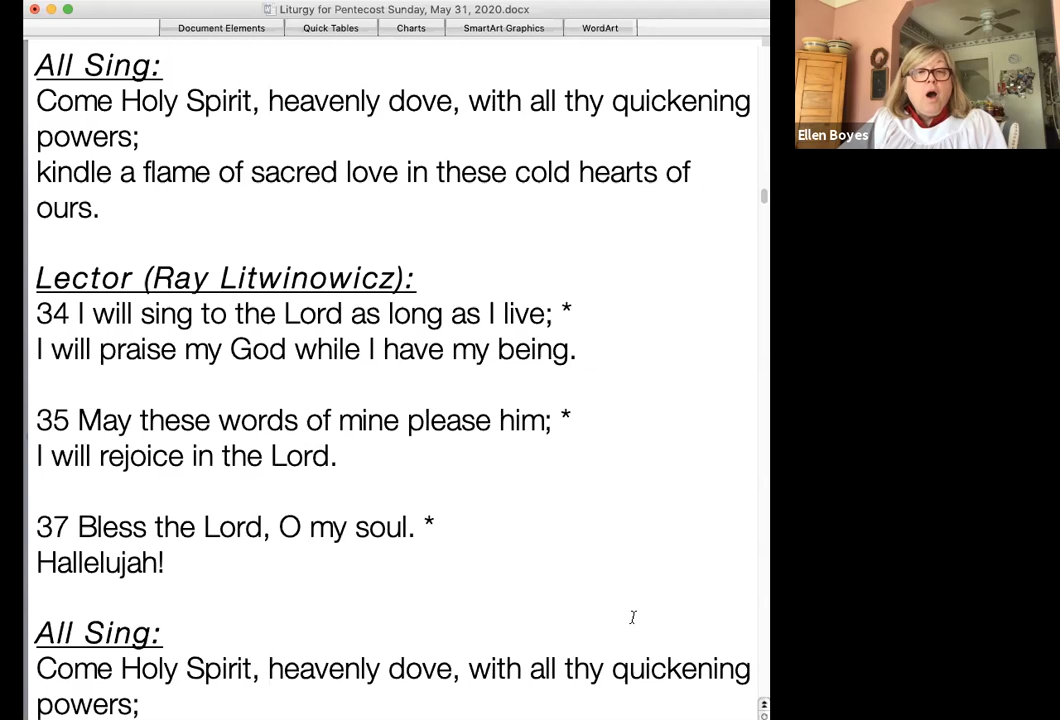 Liturgy for Pentecost Sunday, May 31, 2020.docx
Document Elements Quick Tables Charts SmartArt Graphics WordArt
All Sing:
Come Holy Spirit, heavenly dove, with all thy quickening
powers;
kindle a flame of sacred love in these cold hearts of
ours.
Lector (Ray Litwinowicz):
34 I will sing to the Lord as long as I live; *
I will praise my God while I have my being.
35 May these words of mine please him; *
I will rejoice in the Lord.
37 Bless the Lord, O my soul. *
Hallelujah!
All Sing:
Come Holy Spirit, heavenly dove, with all thy quickening
powers;
Ellen Boyes